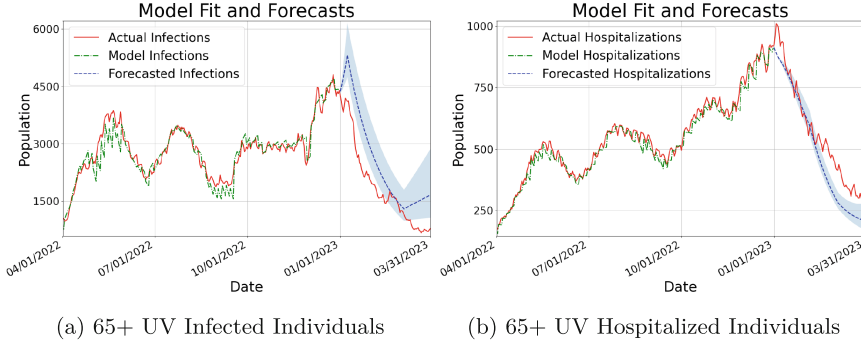 Model Fit and Forecasts
Actual Infections
Model Infections
Forecasted Infections
6000
4500
3000
1500
Population
04/01/2022
07/01/2022
10/01/2022
01/01/2023
03/31/2023
Date
(a) 65+ UV Infected Individuals
Model Fit and Forecasts
Actual Hospitalizations
Model Hospitalizations
Forecasted Hospitalizations
1000
750
500
250
Population
04/01/2022
07/01/2022
10/01/2022
01/01/2023
03/31/2023
Date
(b) 65+ UV Hospitalized Individuals